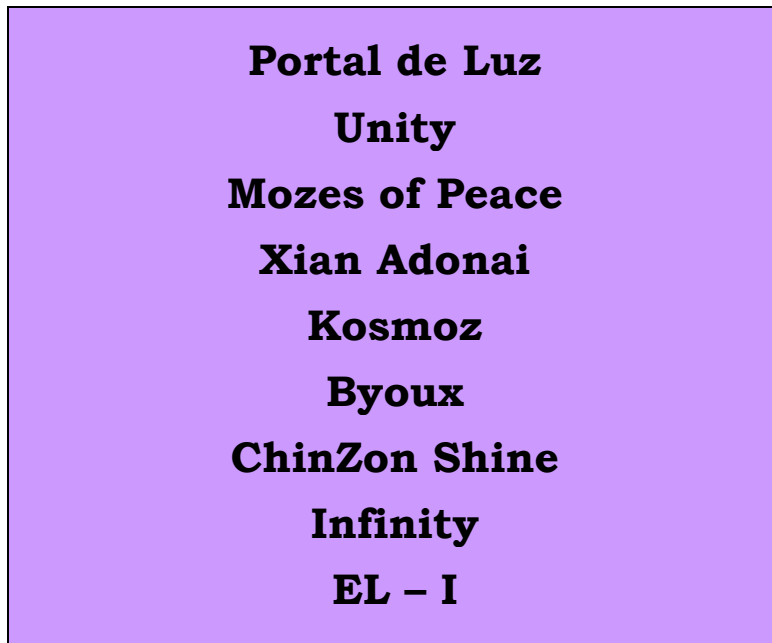 Portal de Luz
Unity
Mozes of Peace
Xian Adonai
Kosmoz
Byoux
ChinZon Shine
Infinity
EL – I